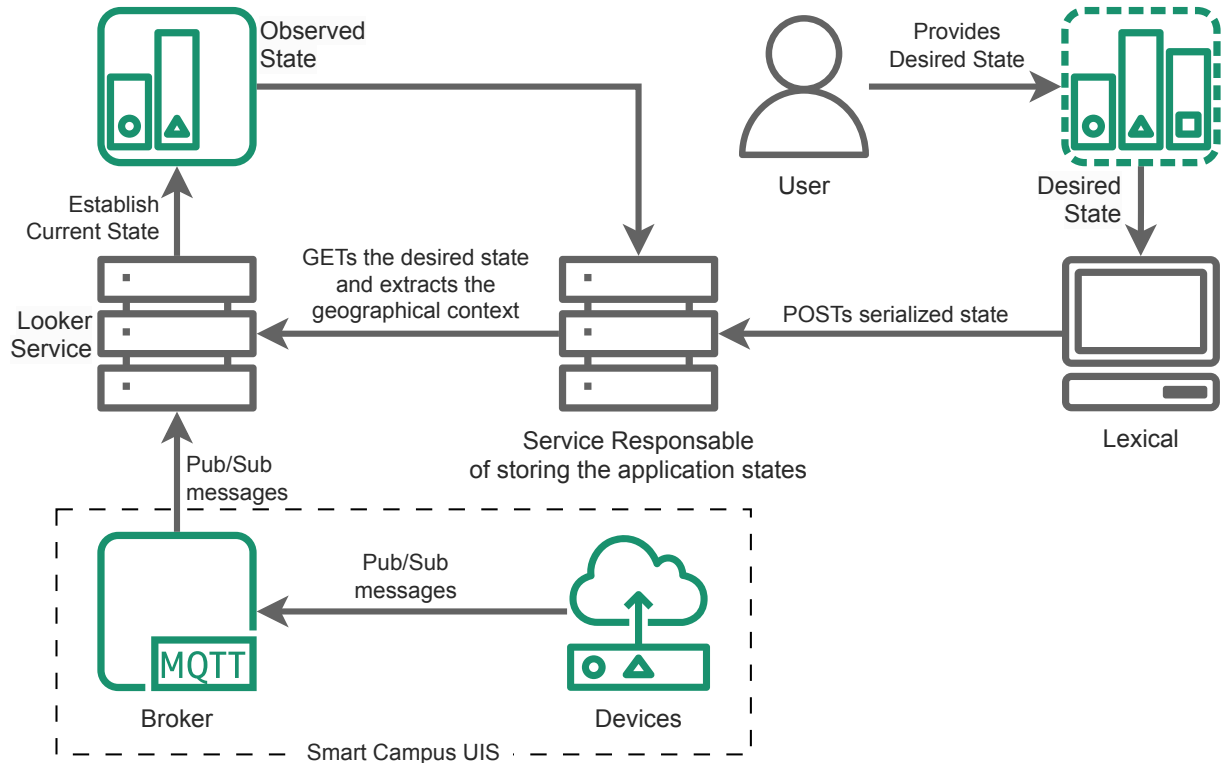 Observed
State
Provides
Desired State
User
Desired
State
Establish
Current State
GETs the desired state
and extracts the
geographical context
POSTs serialized state
Looker
Service
Service Responsable
of storing the application states
Lexical
Pub/Sub
messages
Pub/Sub
messages
MQTT
Broker
Devices
Smart Campus UIS